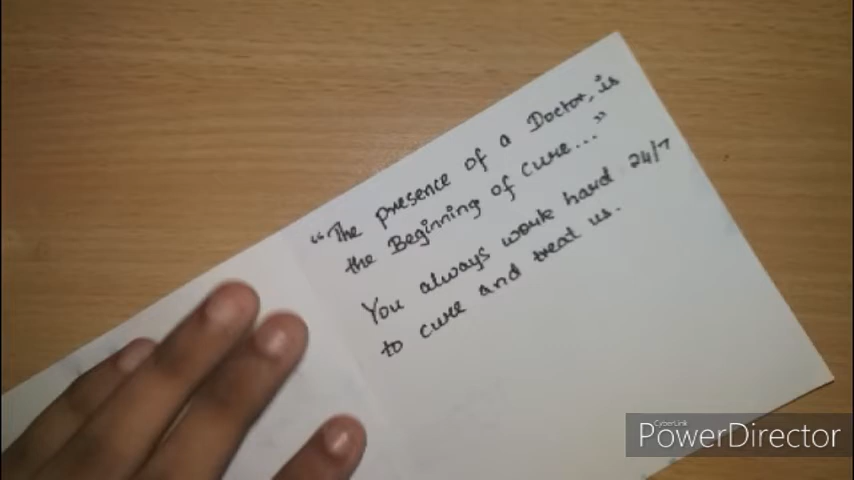 “The presence of a Doctor, is
the Beginning of Cure...”
You always work hard 24/7
to cure and treat us.
CyberLink
PowerDirector